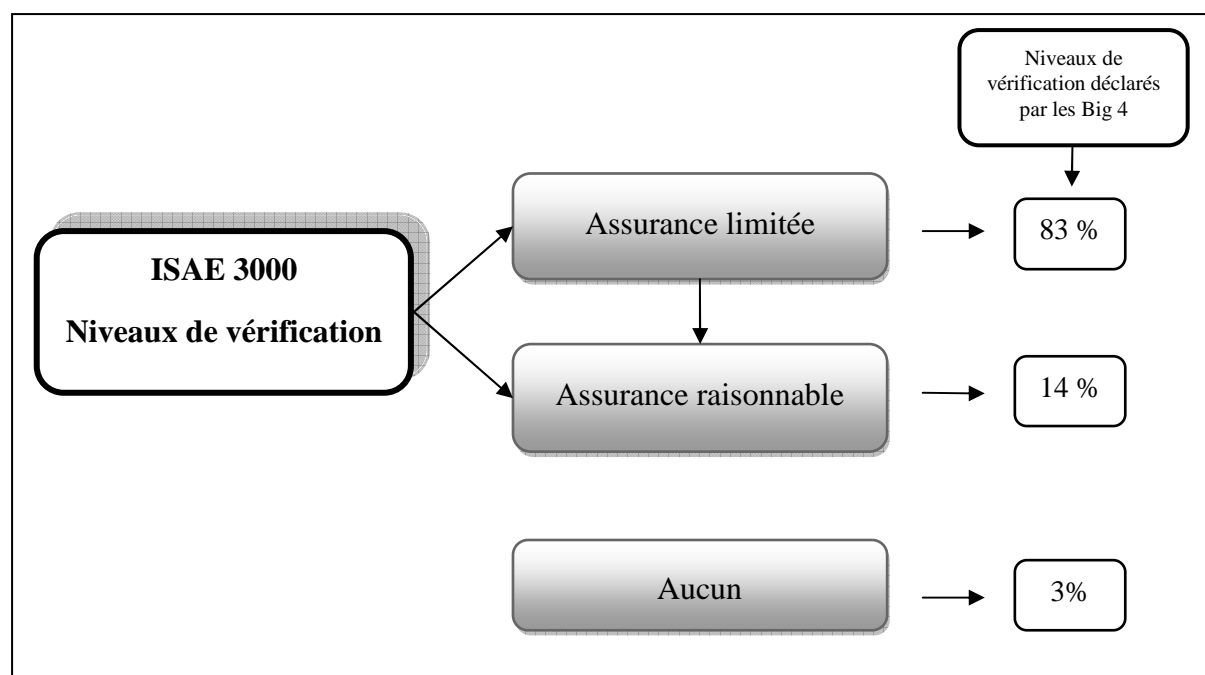 Niveaux de
vérification déclarés
par les Big 4
ISAE 3000
Niveaux de vérification
Assurance limitée
83 %
Assurance raisonnable
14 %
Aucun
3%